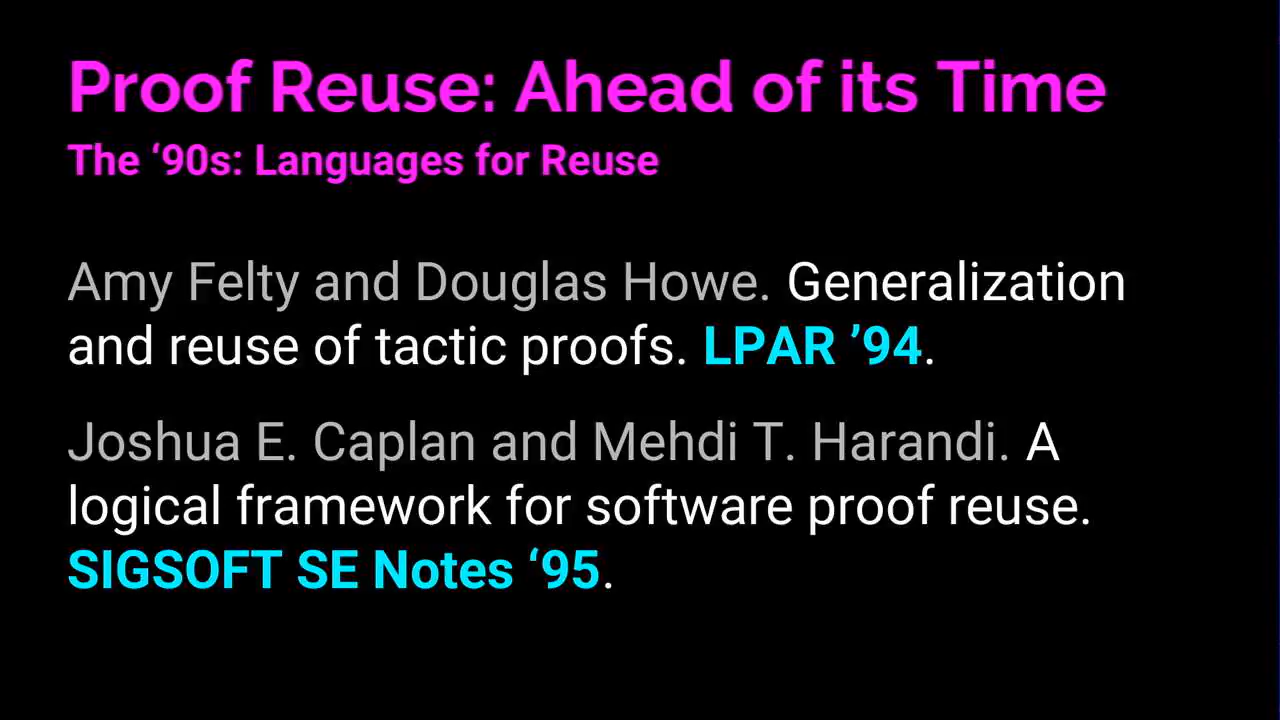 Proof Reuse: Ahead of its Time
The ‘90s: Languages for Reuse
Amy Felty and Douglas Howe. Generalization
and reuse of tactic proofs. LPAR ’94.
Joshua E. Caplan and Mehdi T. Harandi. A
logical framework for software proof reuse.
SIGSOFT SE Notes ‘95.